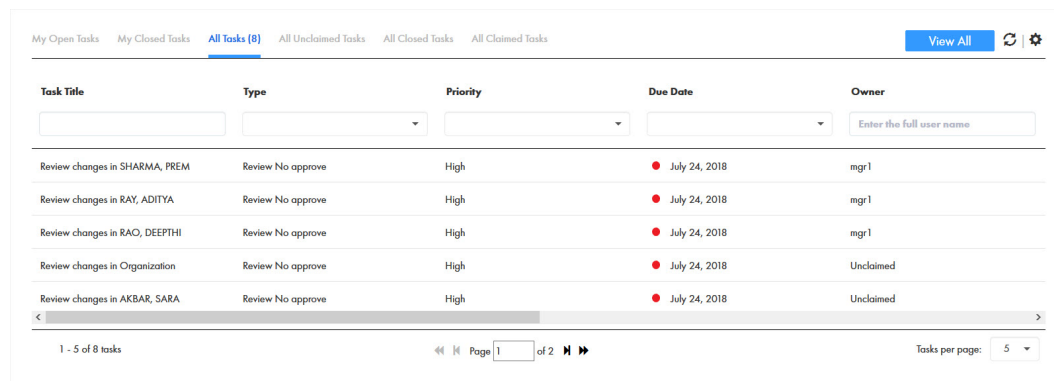 My Open Tasks My Closed Tasks All Tasks (8) All Unclaimed Tasks All Closed Tasks All Claimed Tasks View All
Task Title Type Priority Due Date Owner
Enter the full user name
Review changes in SHARMA, PREM Review No approve High July 24, 2018 mgr1
Review changes in RAY, ADITYA Review No approve High July 24, 2018 mgr1
Review changes in RAO, DEEPTHI Review No approve High July 24, 2018 mgr1
Review changes in Organization Review No approve High July 24, 2018 Unclaimed
Review changes in AKBAR, SARA Review No approve High July 24, 2018 Unclaimed
1 - 5 of 8 tasks Page 1 of 2 Tasks per page: 5